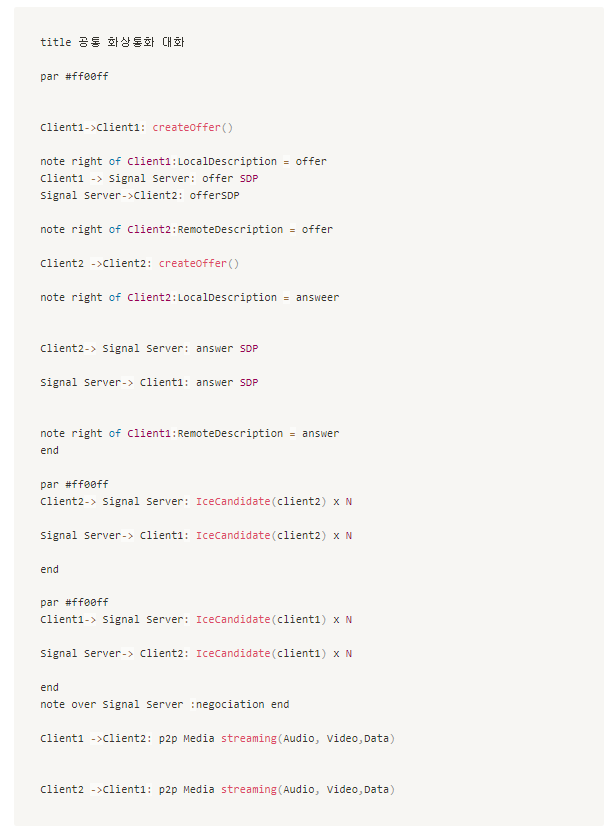 title 공통 화상통화 대화
par #ff00ff
Client1->Client1: createOffer()
note right of Client1:LocalDescription = offer
Client1 -> Signal Server: offer SDP
Signal Server->Client2: offerSDP
note right of Client2:RemoteDescription = offer
Client2 ->Client2: createOffer()
note right of Client2:LocalDescription = answeer
Client2-> Signal Server: answer SDP
Signal Server-> Client1: answer SDP
note right of Client1:RemoteDescription = answer
end
par #ff00ff
Client2-> Signal Server: IceCandidate(client2) x N
Signal Server-> Client1: IceCandidate(client2) x N
end
par #ff00ff
Client1-> Signal Server: IceCandidate(client1) x N
Signal Server-> Client2: IceCandidate(client1) x N
end
note over Signal Server :negociation end
Client1 ->Client2: p2p Media streaming(Audio, Video,Data)
Client2 ->Client1: p2p Media streaming(Audio, Video,Data)